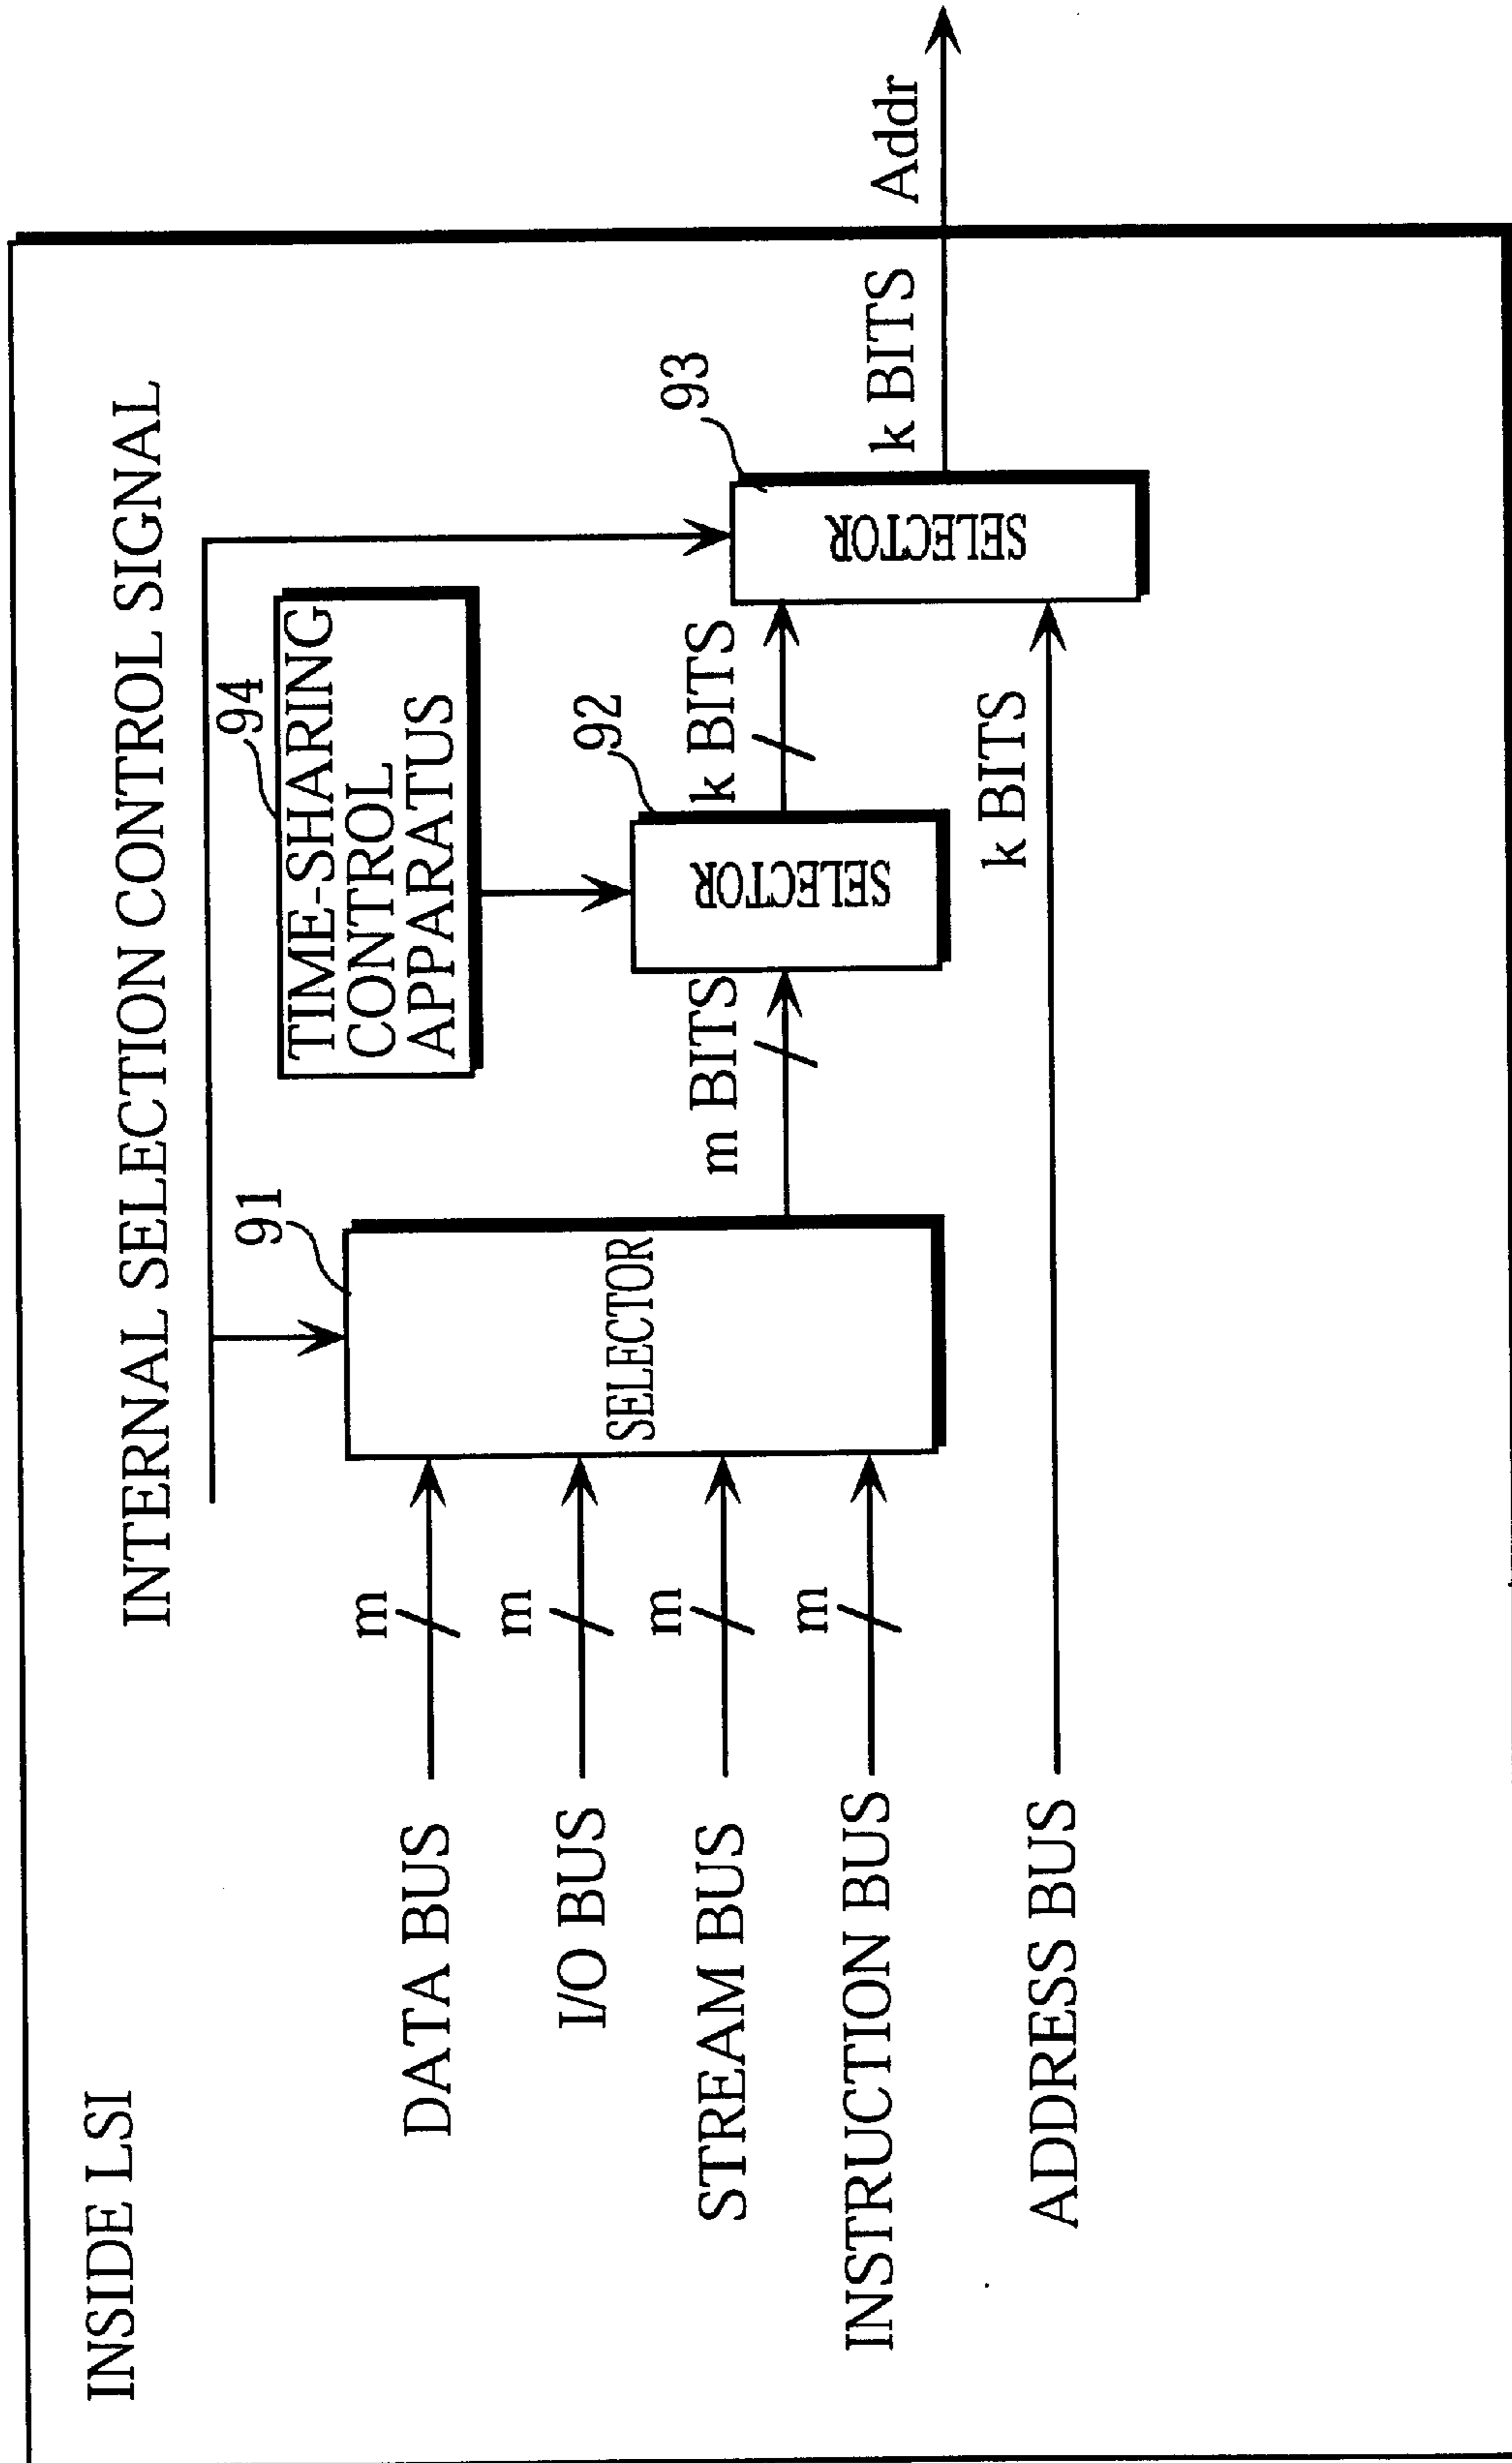 INSIDE LSI
INTERNAL SELECTION CONTROL SIGNAL
94
TIME-SHARING
CONTROL
APPARATUS
91
SELECTOR
DATA BUS
m
I/O BUS
m
STREAM BUS
m
INSTRUCTION BUS
m
ADDRESS BUS
m BITS
92
SELECTOR
k BITS
k BITS
93
SELECTOR
k BITS
Addr